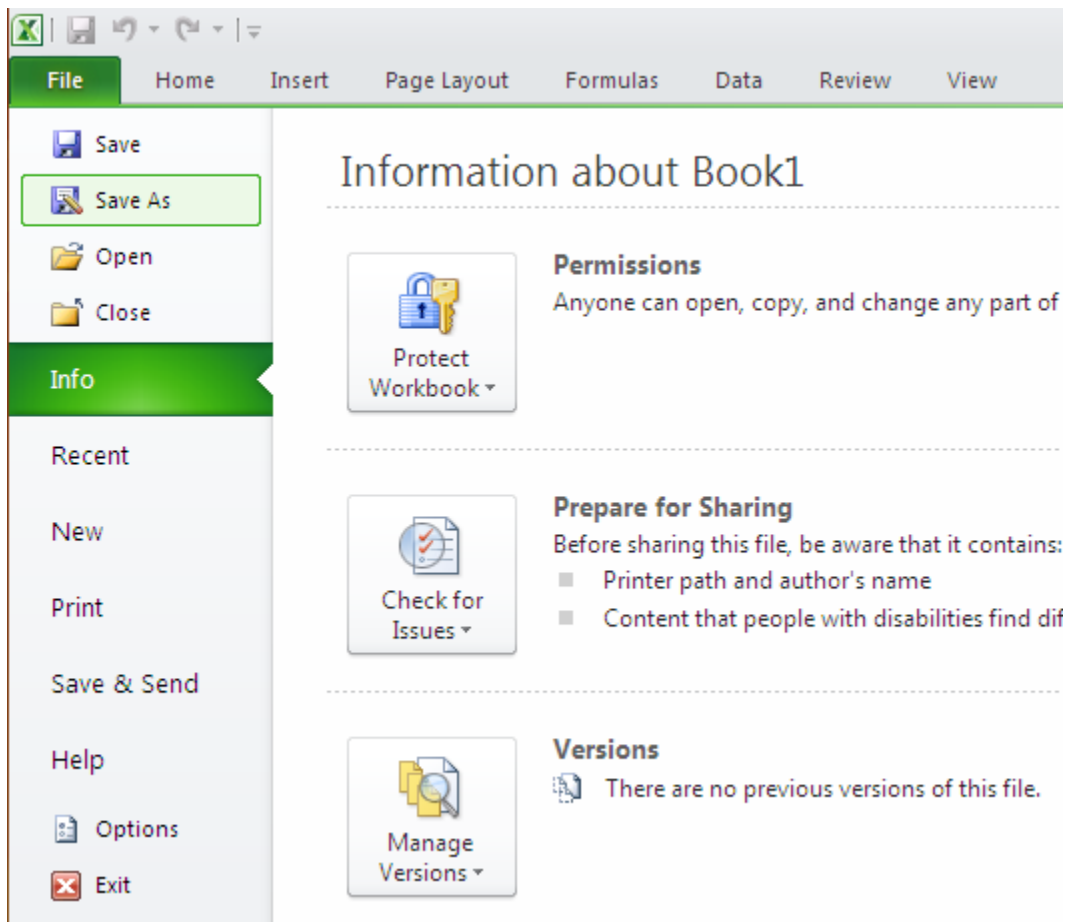 File Home Insert Page Layout Formulas Data Review View
Save
Save As
Open
Close
Info
Recent
New
Print
Save & Send
Help
Options
Exit
Information about Book1
Protect
Workbook
Permissions
Anyone can open, copy, and change any part of
Check for
Issues
Prepare for Sharing
Before sharing this file, be aware that it contains:
Printer path and author's name
Content that people with disabilities find dif
Manage
Versions
Versions
There are no previous versions of this file.